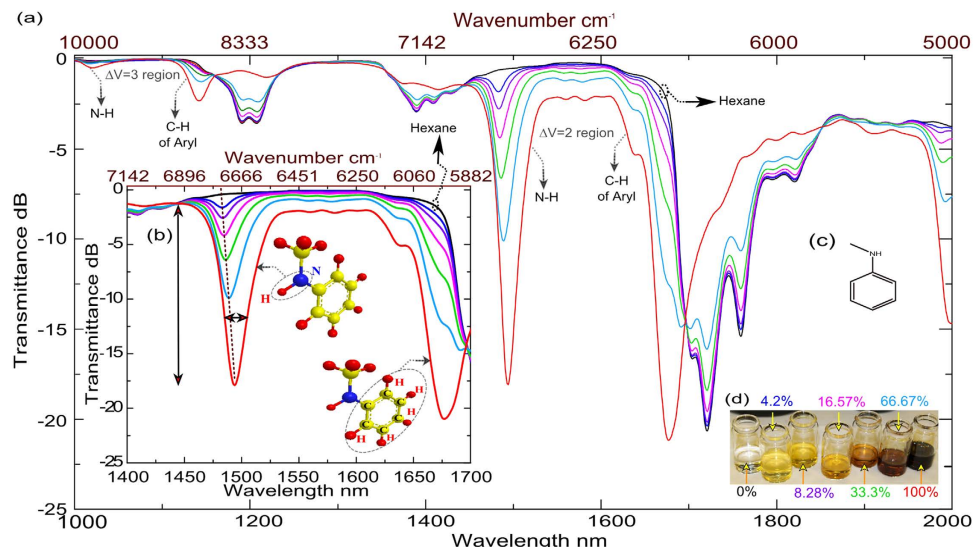 (a)
Wavenumber cm⁻¹
10000 8333 7142 6250 6000 5000
ΔV=3 region
N-H
C-H
of Aryl
Hexane
Hexane
ΔV=2 region
N-H
C-H
of Aryl
Transmittance dB
0
-5
-10
-15
-20
-25
1000 1200 1400 1600 1800 2000
Wavelength nm
Wavenumber cm⁻¹
7142 6896 6666 6451 6250 6060 5882
(b)
Transmittance dB
0
-5
-10
-15
-20
-25
N
H
C C C C C C
H H H H H
1400 1450 1500 1550 1600 1650 1700
Wavelength nm
(c)
NH
(d)
4.2% 16.57% 66.67%
0% 8.28% 33.3% 100%